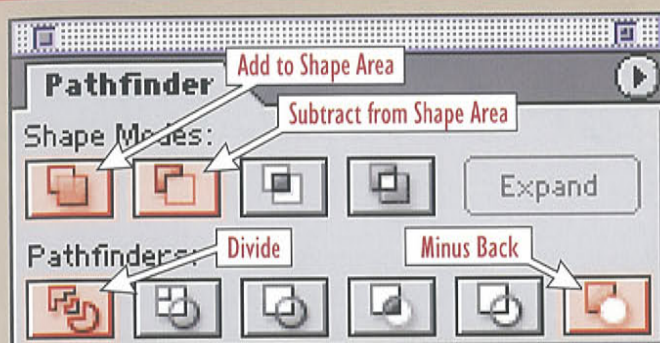 Pathfinder
Add to Shape Area
Subtract from Shape Area
Shape Modes:
Expand
Pathfinders:
Divide
Minus Back